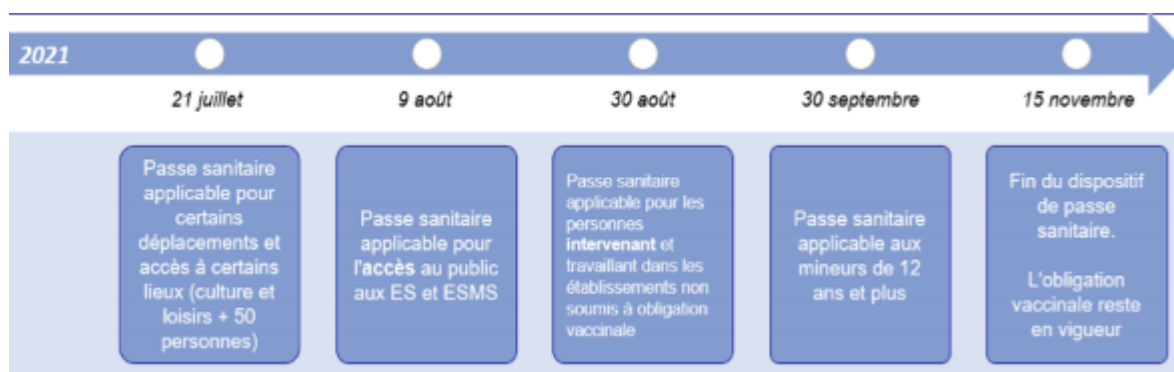 2021
21 juillet
9 août
30 août
30 septembre
15 novembre
Passe sanitaire
applicable pour
certains
déplacements et
accès à certains
lieux (culture et
loisirs + 50
personnes)
Passe sanitaire
applicable pour
l'accès au public
aux ES et ESMS
Passe sanitaire
applicable pour les
personnes
intervenant et
travaillant dans les
établissements non
soumis à obligation
vaccinale
Passe sanitaire
applicable aux
mineurs de 12
ans et plus
Fin du dispositif
de passe
sanitaire.
L'obligation
vaccinale reste
en vigueur